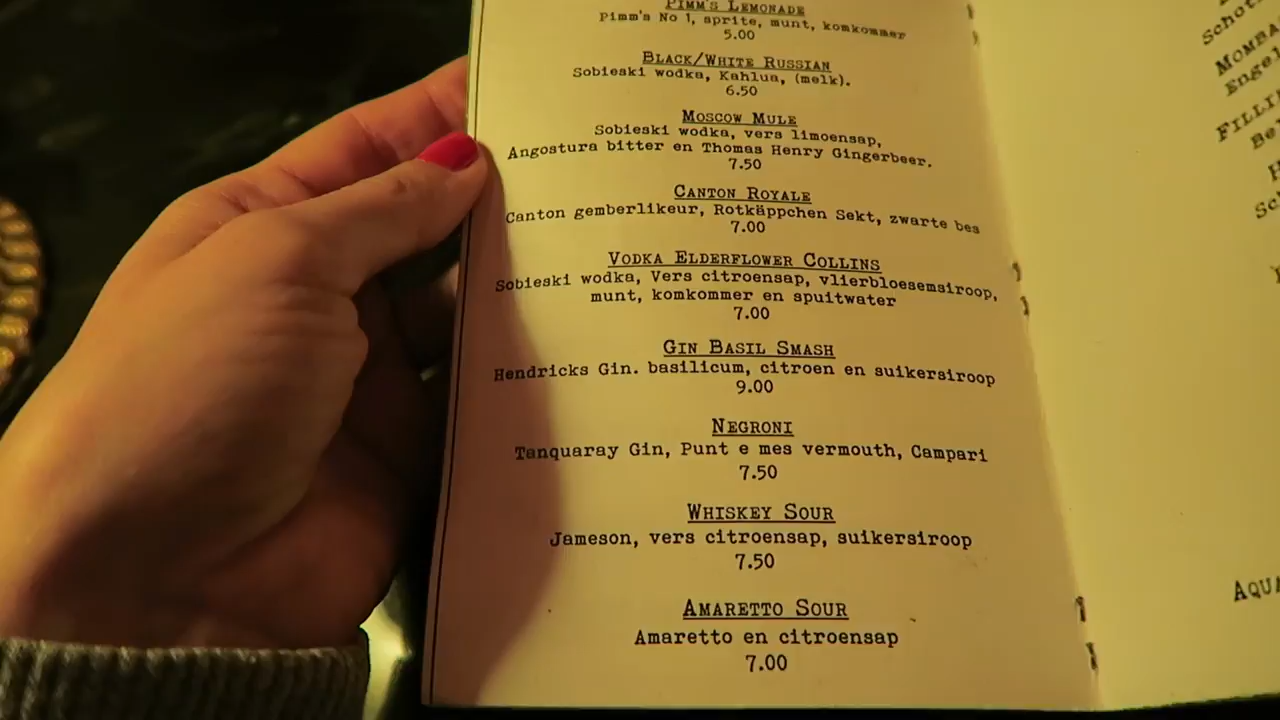 PIMM'S LEMONADE
Pimm's No 1, sprite, munt, komkommer
5.00
BLACK/WHITE RUSSIAN
Sobieski wodka, Kahlua, (melk).
6.50
MOSCOW MULE
Sobieski wodka, vers limoensap,
Angostura bitter en Thomas Henry Gingerbeer.
7.50
CANTON ROYALE
Canton gemberlikeur, Rotkäppchen Sekt, zwarte bes
7.00
VODKA ELDERFLOWER COLLINS
Sobieski wodka, Vers citroensap, vlierbloesemsiroop,
munt, komkommer en spuitwater
7.00
GIN BASIL SMASH
Hendricks Gin. basilicum, citroen en suikersiroop
9.00
NEGRONI
Tanquaray Gin, Punt e mes vermouth, Campari
7.50
WHISKEY SOUR
Jameson, vers citroensap, suikersiroop
7.50
AMARETTO SOUR
Amaretto en citroensap
7.00